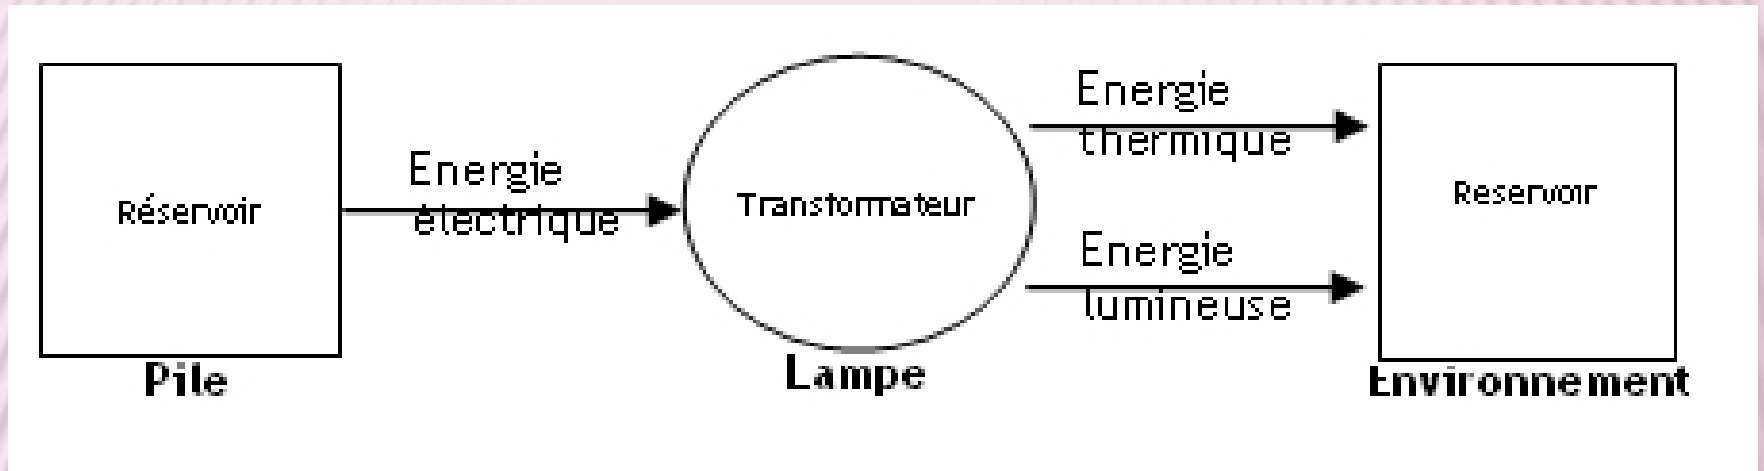 Réservoir
Pile
Energie
électrique
Transformateur
Lampe
Energie
thermique
Energie
lumineuse
Reservoir
Environnement